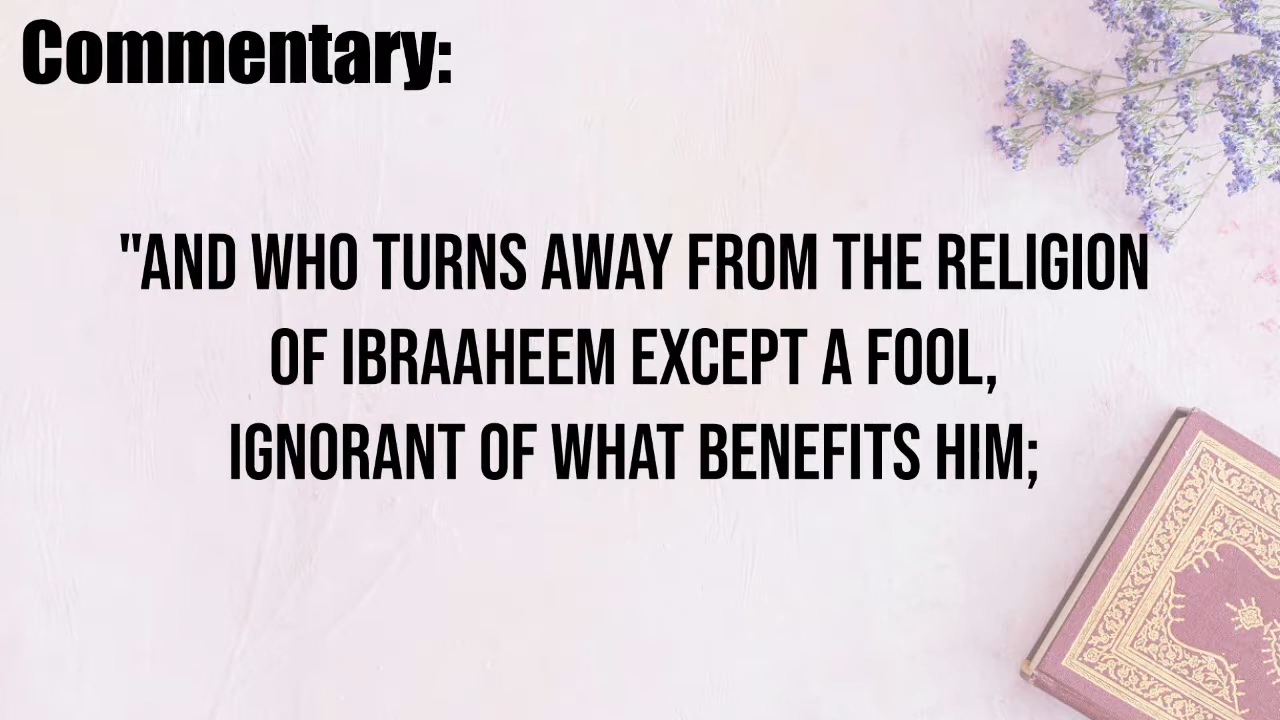 Commentary:
"AND WHO TURNS AWAY FROM THE RELIGION
OF IBRAAHEEM EXCEPT A FOOL,
IGNORANT OF WHAT BENEFITS HIM;